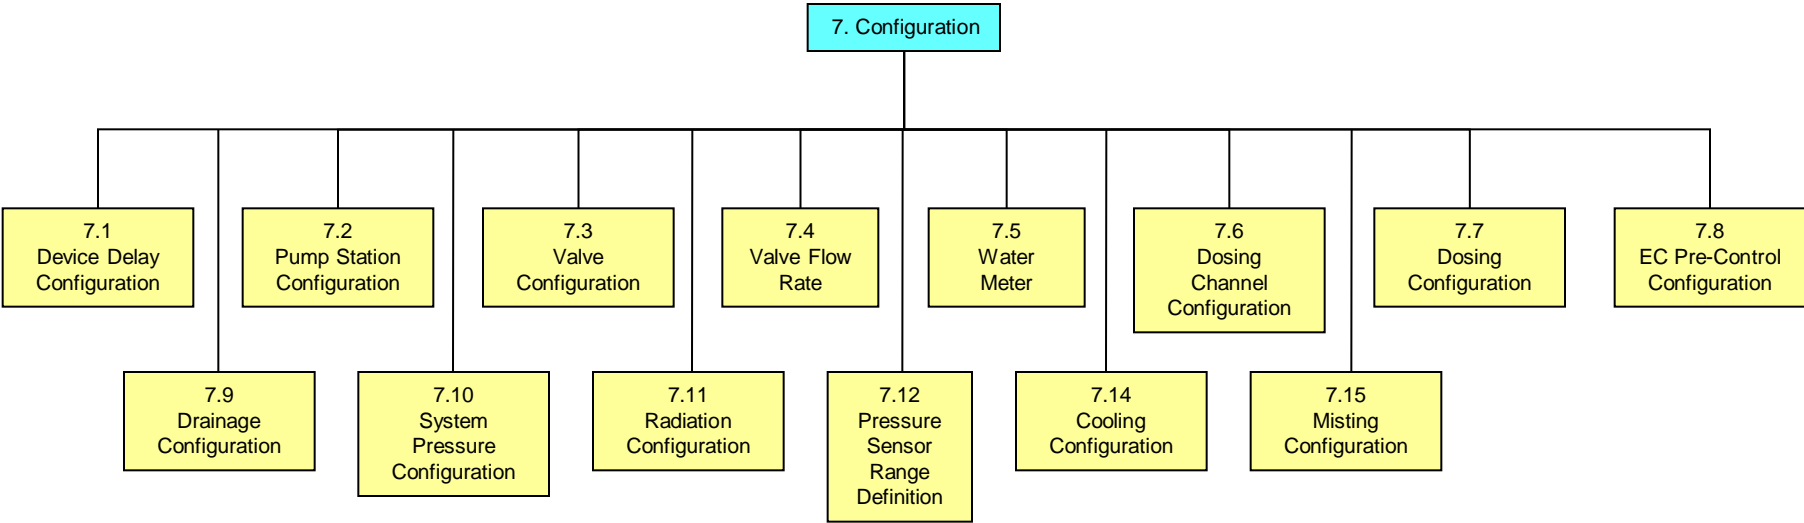 7. Configuration
7.1
Device Delay
Configuration
7.2
Pump Station
Configuration
7.3
Valve
Configuration
7.4
Valve Flow
Rate
7.5
Water
Meter
7.6
Dosing
Channel
Configuration
7.7
Dosing
Configuration
7.8
EC Pre-Control
Configuration
7.9
Drainage
Configuration
7.10
System
Pressure
Configuration
7.11
Radiation
Configuration
7.12
Pressure
Sensor
Range
Definition
7.14
Cooling
Configuration
7.15
Misting
Configuration